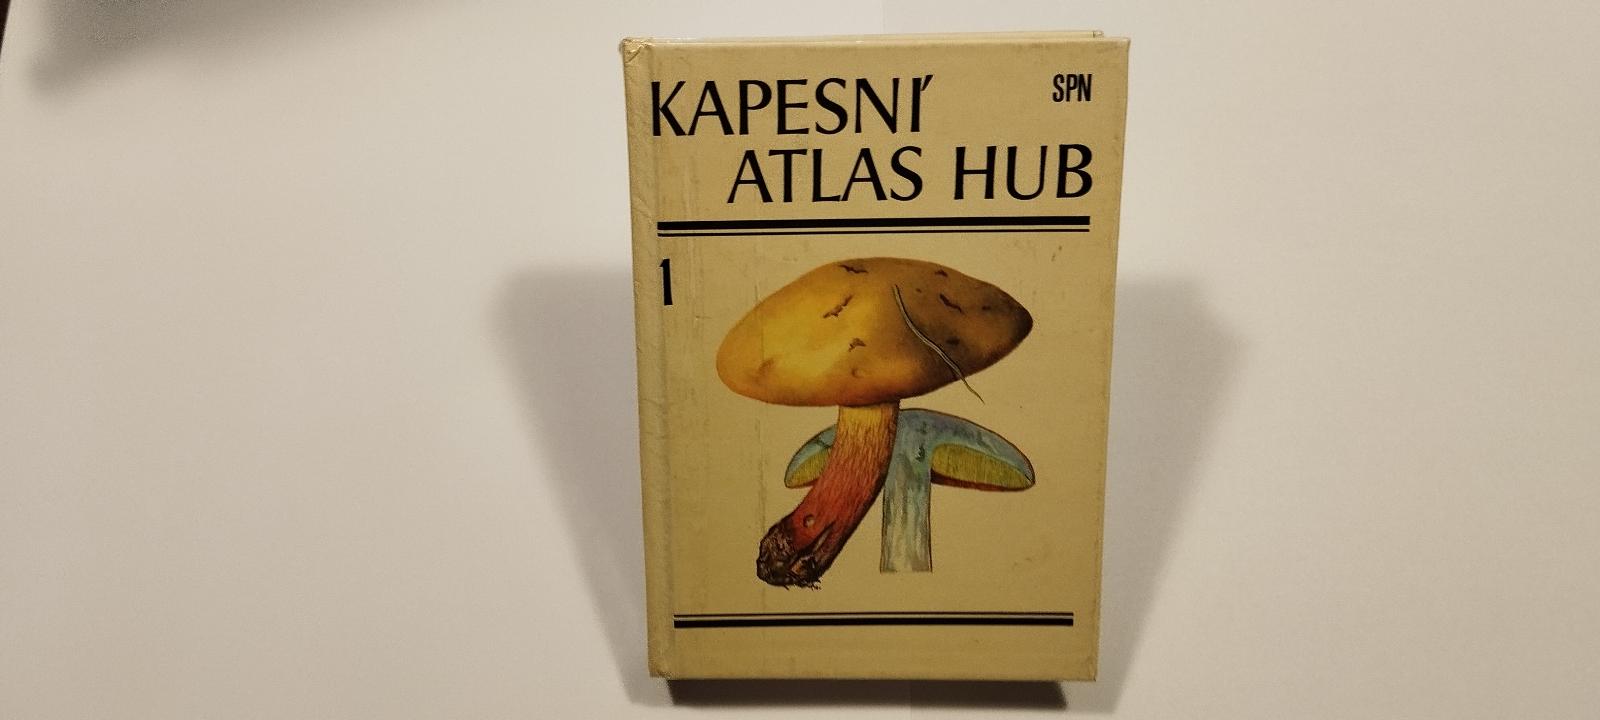 KAPESNÍ
SPN
ATLAS HUB
1